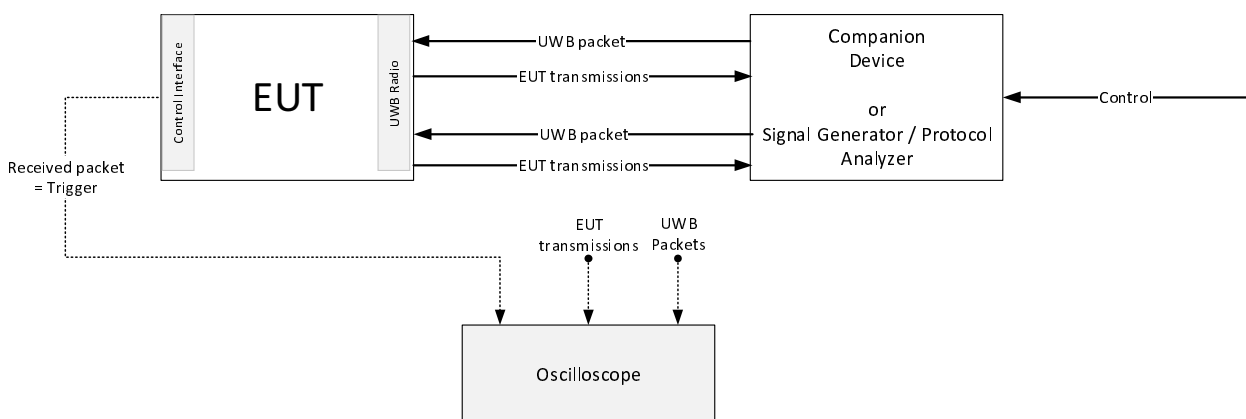 Control Interface
EUT
UWB Radio
UWB packet
EUT transmissions
UWB packet
EUT transmissions
Companion
Device
or
Signal Generator / Protocol
Analyzer
Control
Received packet
= Trigger
EUT
transmissions
UWB
Packets
Oscilloscope